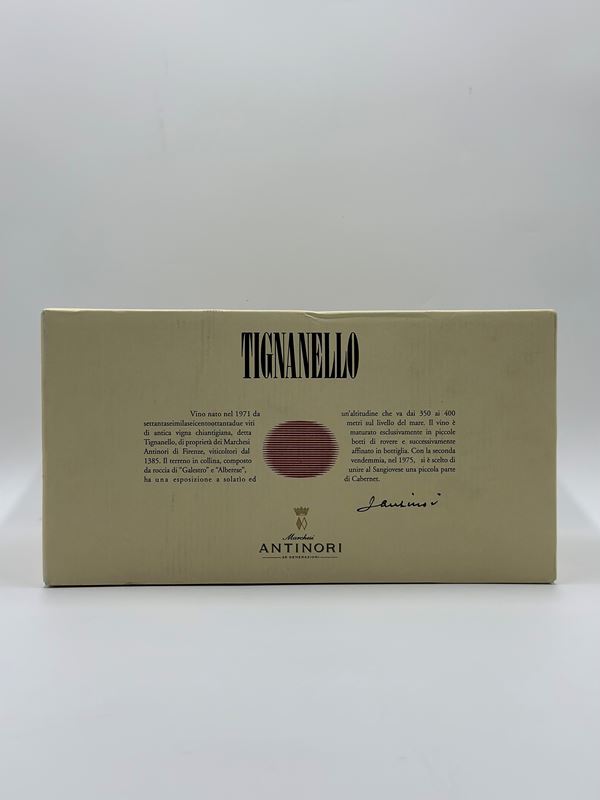 TIGNANELLO
Vino nato nel 1971 da
settantaseimilaseicentoottantadue viti
di antica vigna chiantigiana, detta
Tignanello, di proprietà dei Marchesi
Antinori di Firenze, viticoltori dal
1385. Il terreno in collina, composto
da roccia di "Galestro" e "Alberese",
ha una esposizione a solatìo ed
un'altitudine che va dai 350 ai 400
metri sul livello del mare. Il vino è
maturato esclusivamente in piccole
botti di rovere e successivamente
affinato in bottiglia. Con la seconda
vendemmia, nel 1975, si è scelto di
unire al Sangiovese una piccola parte
di Cabernet.
Marchesi
ANTINORI
26 GENERAZIONI